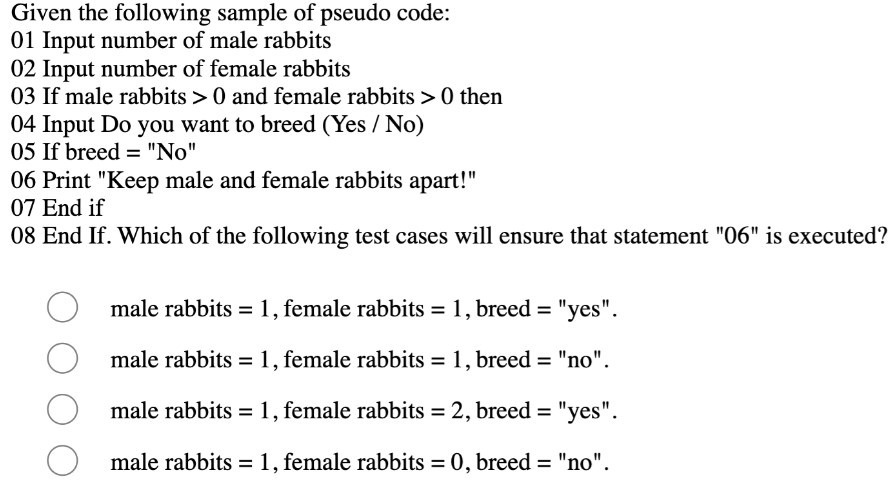 Given the following sample of pseudo code:
01 Input number of male rabbits
02 Input number of female rabbits
03 If male rabbits > 0 and female rabbits > 0 then
04 Input Do you want to breed (Yes / No)
05 If breed = "No"
06 Print "Keep male and female rabbits apart!"
07 End if
08 End If. Which of the following test cases will ensure that statement "06" is executed?
male rabbits = 1, female rabbits = 1, breed = "yes".
male rabbits = 1, female rabbits = 1, breed = "no".
male rabbits = 1, female rabbits = 2, breed = "yes".
male rabbits = 1, female rabbits = 0, breed = "no".